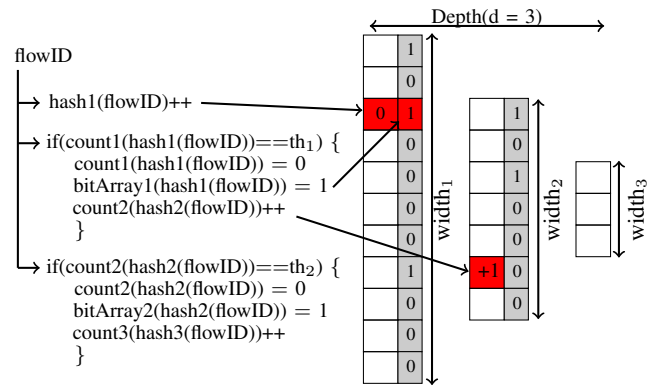 Depth(d = 3)
flowID
hash1(flowID)++
if(count1(hash1(flowID))==th₁) {
count1(hash1(flowID)) = 0
bitArray1(hash1(flowID)) = 1
count2(hash2(flowID))++
}
if(count2(hash2(flowID))==th₂) {
count2(hash2(flowID)) = 0
bitArray2(hash2(flowID)) = 1
count3(hash3(flowID))++
}
1
0
0 1
0
0
0
0
1
0
0
0
width₁
1
0
1
0
0
+1 0
0
width₂
width₃